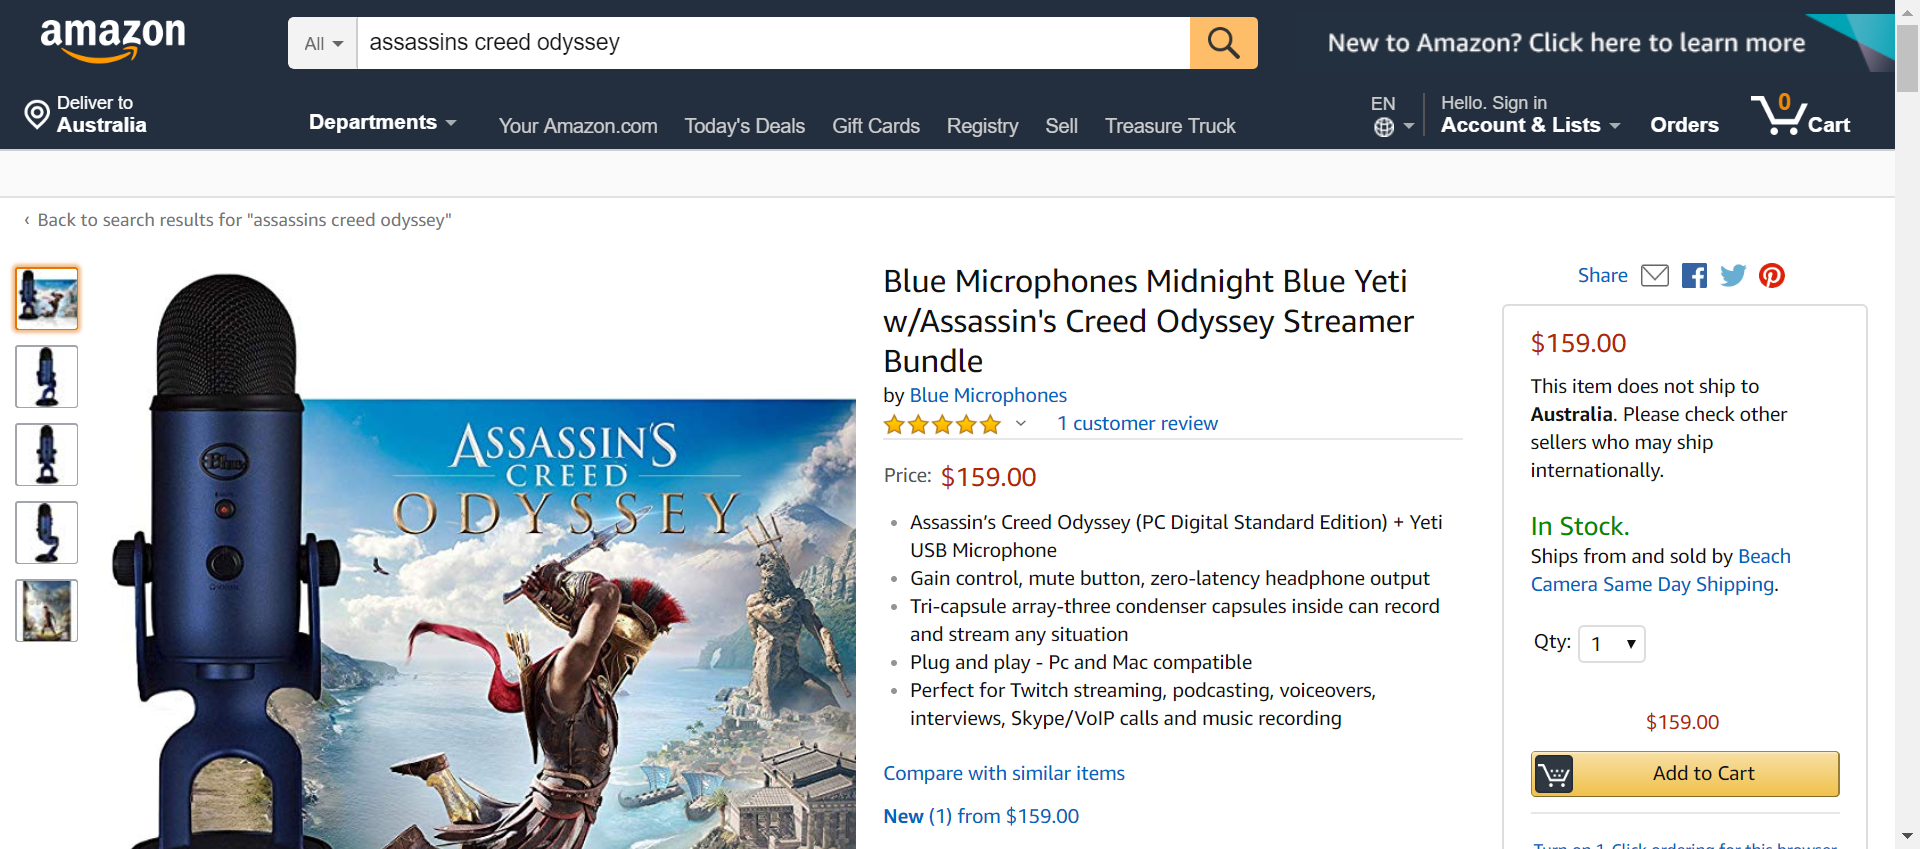 amazon
All
assassins creed odyssey
New to Amazon? Click here to learn more
Deliver to
Australia
Departments
Your Amazon.com
Today's Deals
Gift Cards
Registry
Sell
Treasure Truck
EN
Hello. Sign in
Account & Lists
Orders
0
Cart
‹ Back to search results for "assassins creed odyssey"
Blue
ASSASSIN'S
CREED
ODYSSEY
Blue Microphones Midnight Blue Yeti
w/Assassin's Creed Odyssey Streamer
Bundle
by Blue Microphones
1 customer review
Price: $159.00
Assassin’s Creed Odyssey (PC Digital Standard Edition) + Yeti
USB Microphone
Gain control, mute button, zero-latency headphone output
Tri-capsule array-three condenser capsules inside can record
and stream any situation
Plug and play - Pc and Mac compatible
Perfect for Twitch streaming, podcasting, voiceovers,
interviews, Skype/VoIP calls and music recording
Compare with similar items
New (1) from $159.00
Share
$159.00
This item does not ship to
Australia. Please check other
sellers who may ship
internationally.
In Stock.
Ships from and sold by Beach
Camera Same Day Shipping.
Qty: 1
$159.00
Add to Cart
Turn on 1-Click ordering for this browser